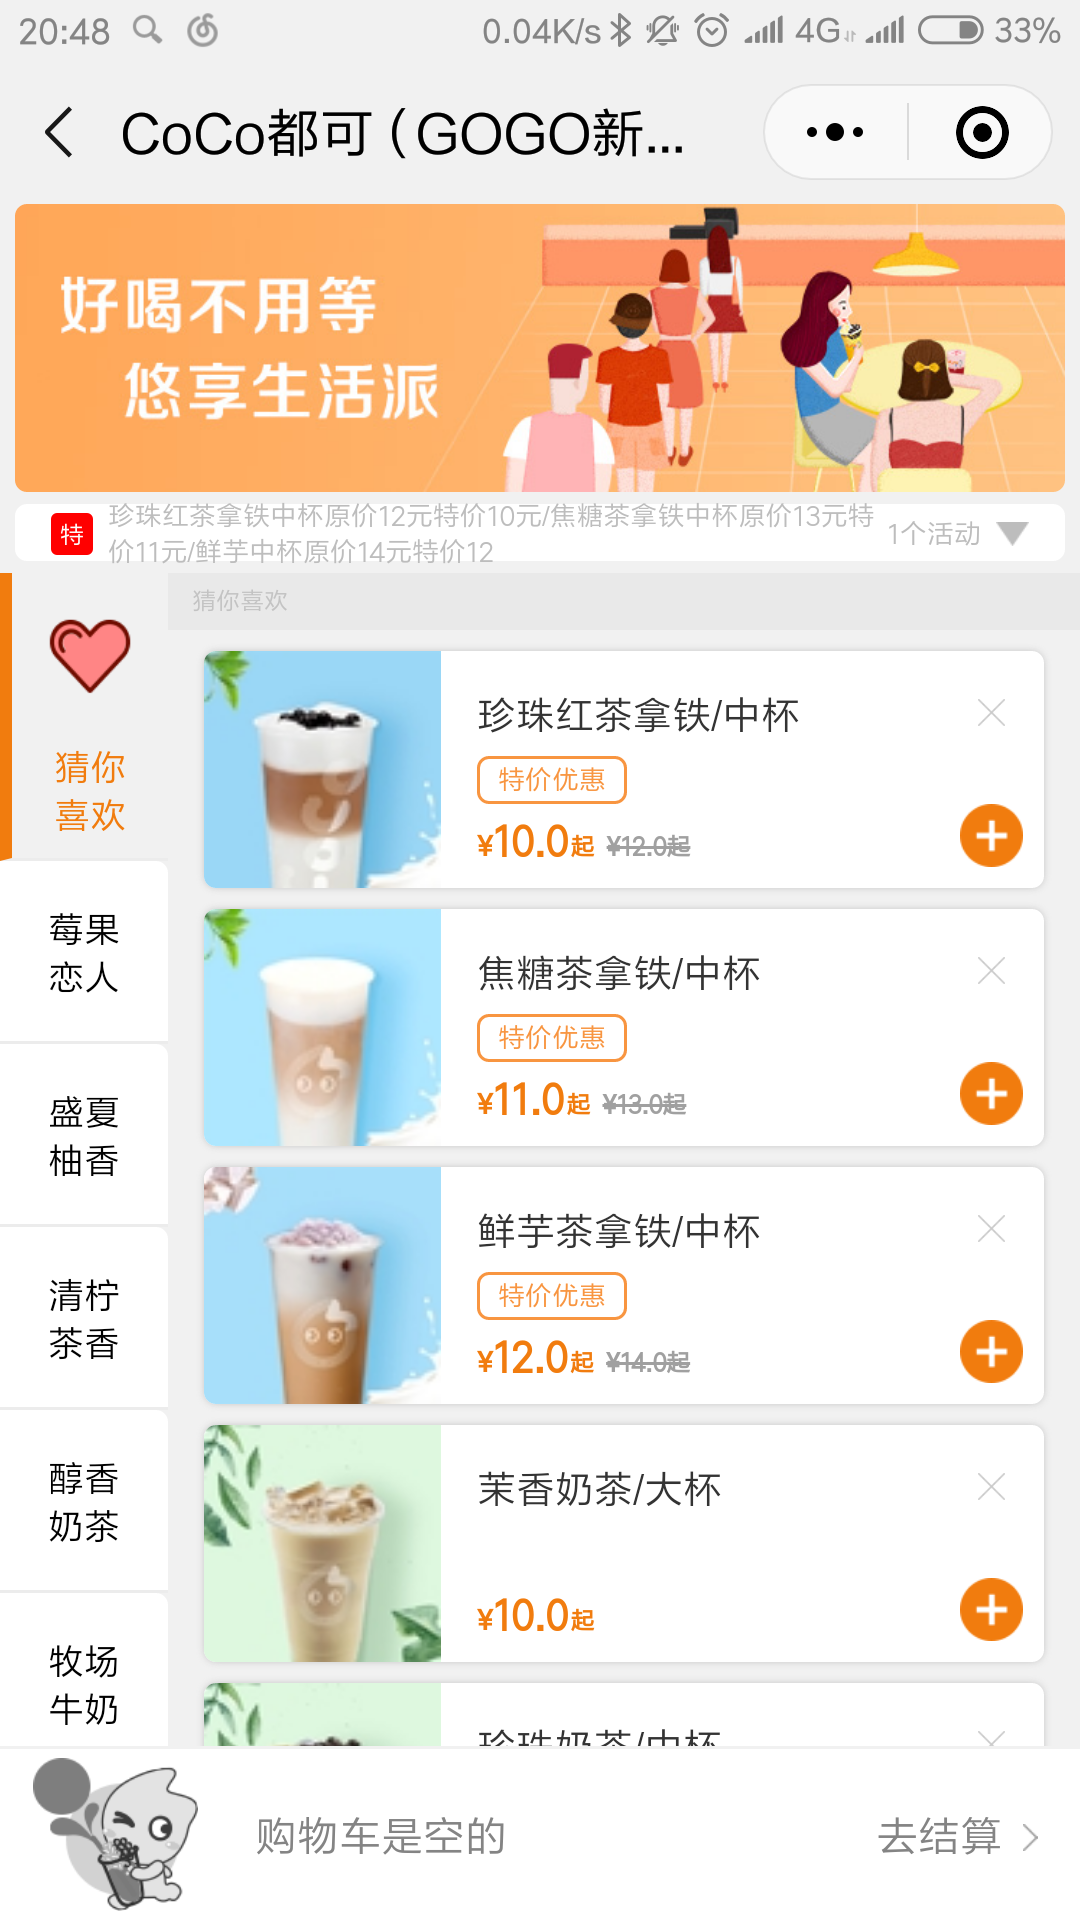 20:48
0.04K/s 4G 33%
CoCo都可（GOGO新...
好喝不用等
悠享生活派
特
珍珠红茶拿铁中杯原价12元特价10元/焦糖茶拿铁中杯原价13元特
价11元/鲜芋中杯原价14元特价12
1个活动
猜你
喜欢
莓果
恋人
盛夏
柚香
清柠
茶香
醇香
奶茶
牧场
牛奶
猜你喜欢
珍珠红茶拿铁/中杯
特价优惠
¥10.0起 ¥12.0起
焦糖茶拿铁/中杯
特价优惠
¥11.0起 ¥13.0起
鲜芋茶拿铁/中杯
特价优惠
¥12.0起 ¥14.0起
茉香奶茶/大杯
¥10.0起
珍珠奶茶/中杯
购物车是空的
去结算